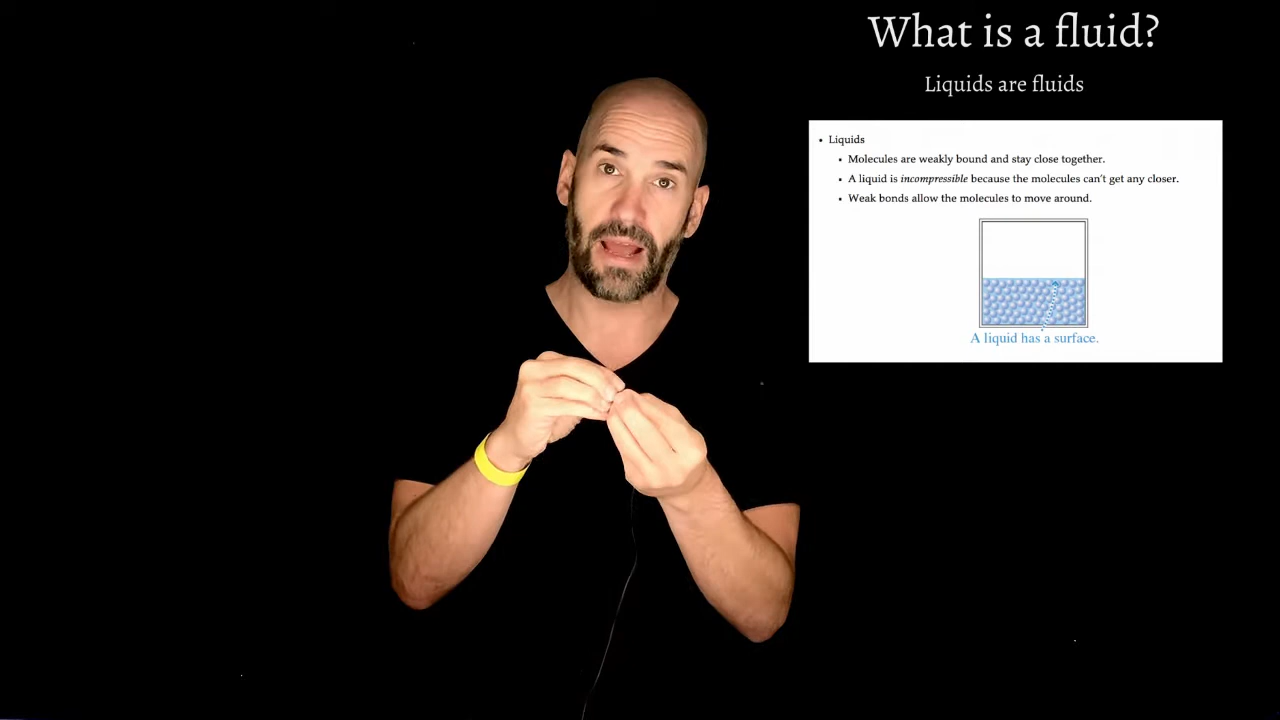 What is a fluid?
Liquids are fluids
• Liquids
• Molecules are weakly bound and stay close together.
• A liquid is incompressible because the molecules can't get any closer.
• Weak bonds allow the molecules to move around.
A liquid has a surface.